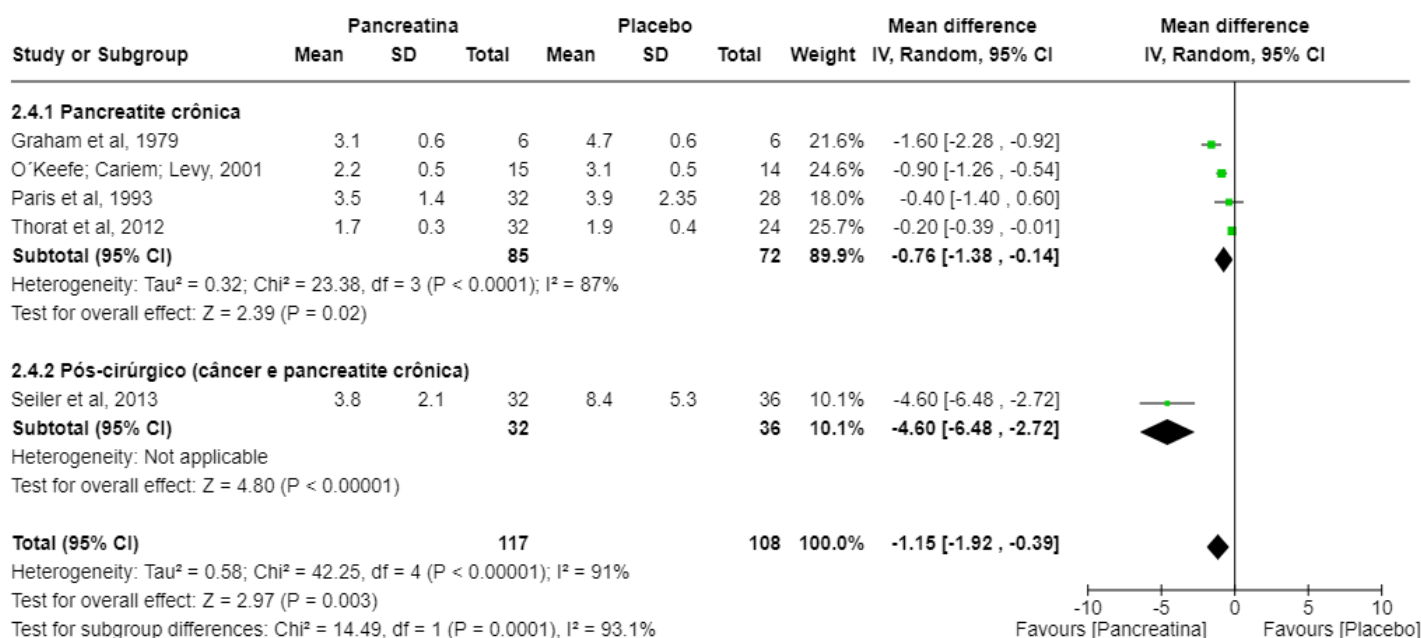 Pancreatina Placebo Mean difference Mean difference
Study or Subgroup Mean SD Total Mean SD Total Weight IV, Random, 95% CI IV, Random, 95% CI
2.4.1 Pancreatite crônica
Graham et al, 1979 3.1 0.6 6 4.7 0.6 6 21.6% -1.60 [-2.28 , -0.92]
O´Keefe; Cariem; Levy, 2001 2.2 0.5 15 3.1 0.5 14 24.6% -0.90 [-1.26 , -0.54]
Paris et al, 1993 3.5 1.4 32 3.9 2.35 28 18.0% -0.40 [-1.40 , 0.60]
Thorat et al, 2012 1.7 0.3 32 1.9 0.4 24 25.7% -0.20 [-0.39 , -0.01]
Subtotal (95% CI) 85 72 89.9% -0.76 [-1.38 , -0.14]
Heterogeneity: Tau² = 0.32; Chi² = 23.38, df = 3 (P < 0.0001); I² = 87%
Test for overall effect: Z = 2.39 (P = 0.02)
2.4.2 Pós-cirúrgico (câncer e pancreatite crônica)
Seiler et al, 2013 3.8 2.1 32 8.4 5.3 36 10.1% -4.60 [-6.48 , -2.72]
Subtotal (95% CI) 32 36 10.1% -4.60 [-6.48 , -2.72]
Heterogeneity: Not applicable
Test for overall effect: Z = 4.80 (P < 0.00001)
Total (95% CI) 117 108 100.0% -1.15 [-1.92 , -0.39]
Heterogeneity: Tau² = 0.58; Chi² = 42.25, df = 4 (P < 0.00001); I² = 91%
Test for overall effect: Z = 2.97 (P = 0.003)
-10 -5 0 5 10
Test for subgroup differences: Chi² = 14.49, df = 1 (P = 0.0001), I² = 93.1% Favours [Pancreatina] Favours [Placebo]